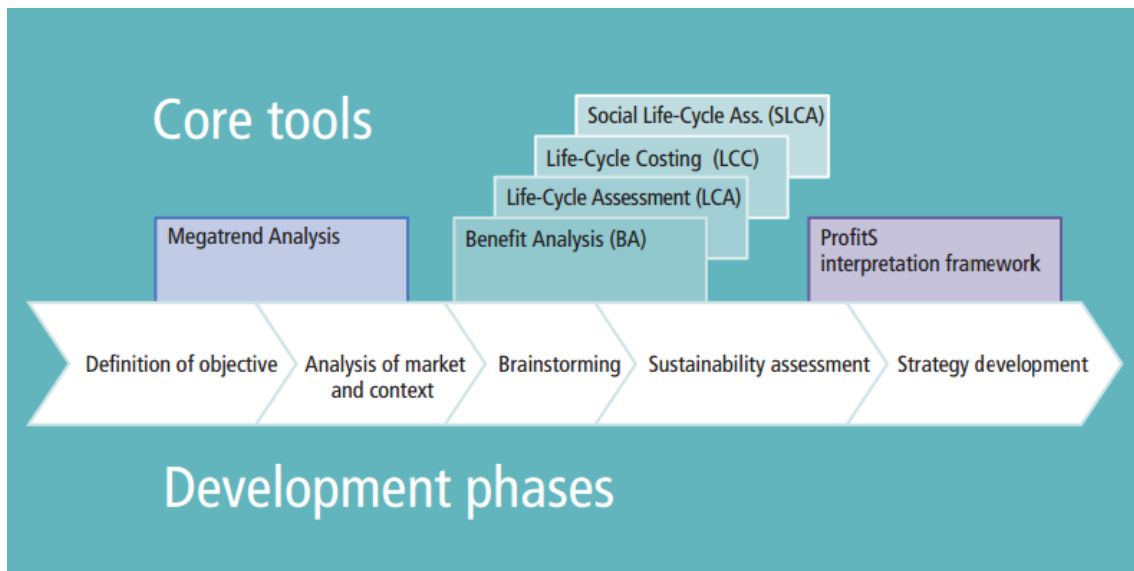 Core tools
Social Life-Cycle Ass. (SLCA)
Life-Cycle Costing (LCC)
Life-Cycle Assessment (LCA)
Megatrend Analysis
Benefit Analysis (BA)
ProfitS
interpretation framework
Definition of objective
Analysis of market
and context
Brainstorming
Sustainability assessment
Strategy development
Development phases